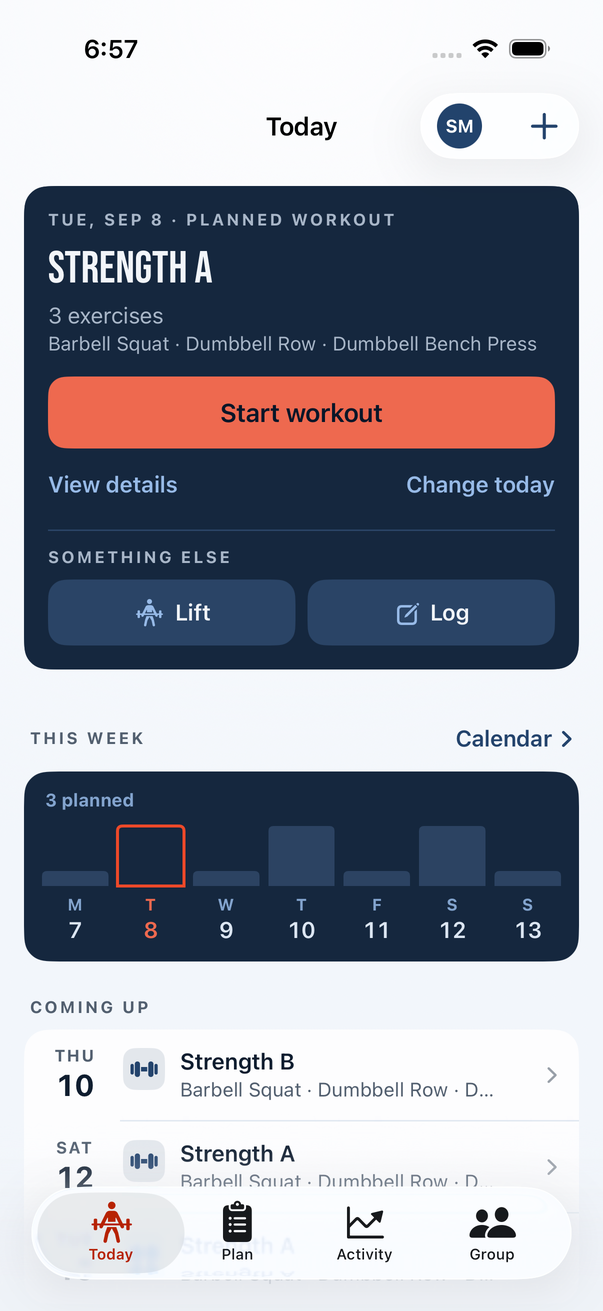 6:57
Today
SM
TUE, SEP 8 · PLANNED WORKOUT
STRENGTH A
3 exercises
Barbell Squat · Dumbbell Row · Dumbbell Bench Press
Start workout
View details
Change today
SOMETHING ELSE
Lift
Log
THIS WEEK
Calendar
3 planned
M T W T F S S
7 8 9 10 11 12 13
COMING UP
THU
10
Strength B
Barbell Squat · Dumbbell Row · D...
SAT
12
Strength A
Barbell Squat · Dumbbell Row · D...
Strength A
Today
Plan
Activity
Group